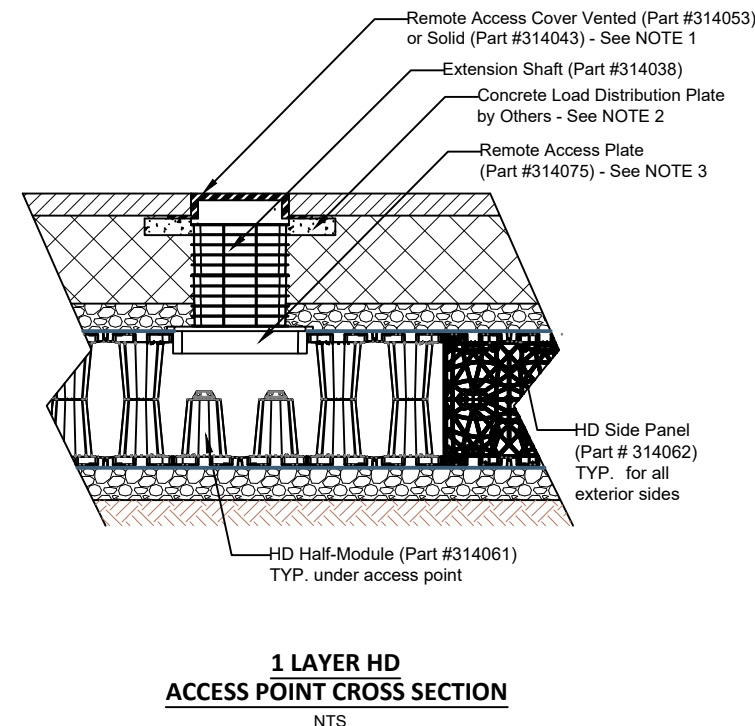 Remote Access Cover Vented (Part #314053)
or Solid (Part #314043) - See NOTE 1
Extension Shaft (Part #314038)
Concrete Load Distribution Plate
by Others - See NOTE 2
Remote Access Plate
(Part #314075) - See NOTE 3
HD Side Panel
(Part # 314062)
TYP. for all
exterior sides
HD Half-Module (Part #314061)
TYP. under access point
1 LAYER HD
ACCESS POINT CROSS SECTION
NTS